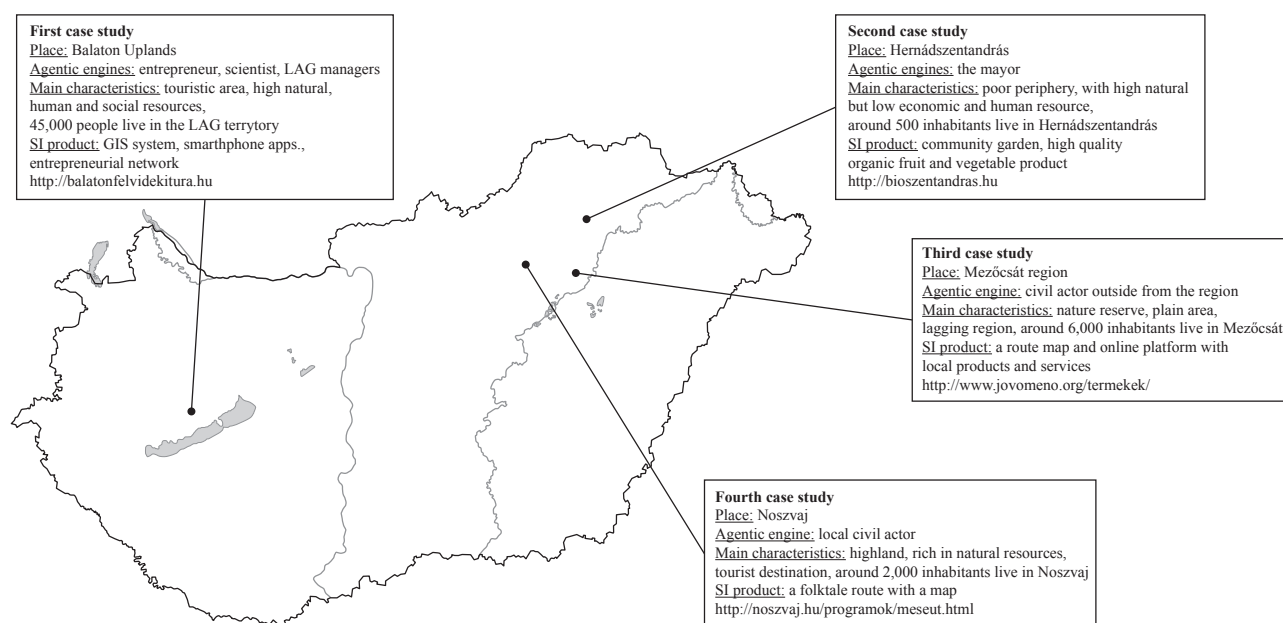 First case study
Place: Balaton Uplands
Agentic engines: entrepreneur, scientist, LAG managers
Main characteristics: touristic area, high natural,
human and social resources,
45,000 people live in the LAG terrytory
SI product: GIS system, smarthphone apps.,
entrepreneurial network
http://balatonfelvidekitura.hu
Second case study
Place: Hernádszentandrás
Agentic engines: the mayor
Main characteristics: poor periphery, with high natural
but low economic and human resource,
around 500 inhabitants live in Hernádszentandrás
SI product: community garden, high quality
organic fruit and vegetable product
http://bioszentandras.hu
Third case study
Place: Mezőcsát region
Agentic engine: civil actor outside from the region
Main characteristics: nature reserve, plain area,
lagging region, around 6,000 inhabitants live in Mezőcsát
SI product: a route map and online platform with
local products and services
http://www.jovomeno.org/termekek/
Fourth case study
Place: Noszvaj
Agentic engine: local civil actor
Main characteristics: highland, rich in natural resources,
tourist destination, around 2,000 inhabitants live in Noszvaj
SI product: a folktale route with a map
http://noszvaj.hu/programok/meseut.html